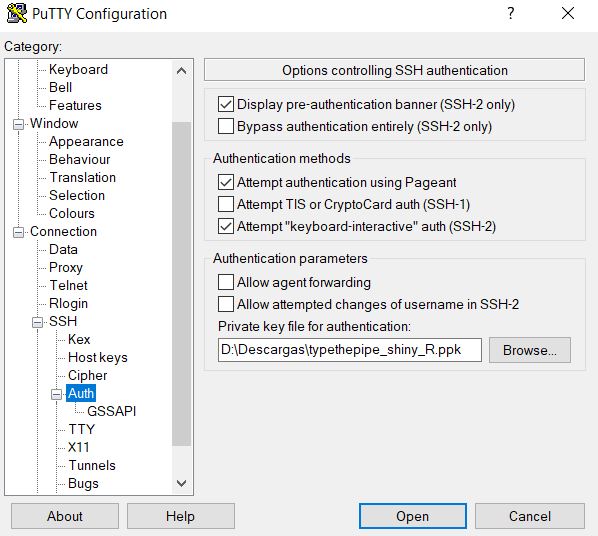 PuTTY Configuration
?
Category:
Keyboard
Bell
Features
Window
Appearance
Behaviour
Translation
Selection
Colours
Connection
Data
Proxy
Telnet
Rlogin
SSH
Kex
Host keys
Cipher
Auth
GSSAPI
TTY
X11
Tunnels
Bugs
Options controlling SSH authentication
Display pre-authentication banner (SSH-2 only)
Bypass authentication entirely (SSH-2 only)
Authentication methods
Attempt authentication using Pageant
Attempt TIS or CryptoCard auth (SSH-1)
Attempt "keyboard-interactive" auth (SSH-2)
Authentication parameters
Allow agent forwarding
Allow attempted changes of username in SSH-2
Private key file for authentication:
D:\Descargas\typethepipe_shiny_R.ppk Browse...
About Help Open Cancel